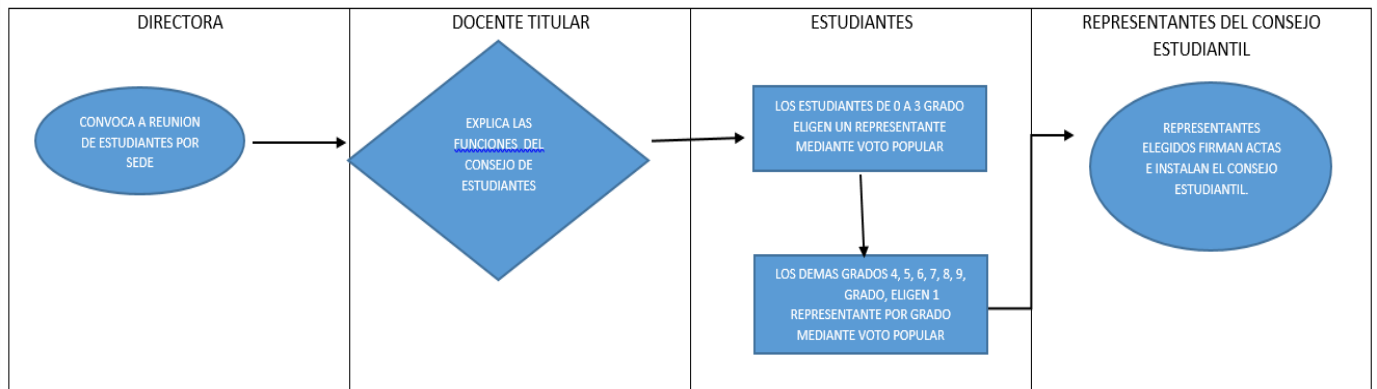 DIRECTORA
DOCENTE TITULAR
ESTUDIANTES
REPRESENTANTES DEL CONSEJO
ESTUDIANTIL
CONVOCA A REUNION
DE ESTUDIANTES POR
SEDE
EXPLICA LAS
FUNCIONES DEL
CONSEJO DE
ESTUDIANTES
LOS ESTUDIANTES DE 0 A 3 GRADO
ELIGEN UN REPRESENTANTE
MEDIANTE VOTO POPULAR
LOS DEMAS GRADOS 4, 5, 6, 7, 8, 9,
GRADO, ELIGEN 1
REPRESENTANTE POR GRADO
MEDIANTE VOTO POPULAR
REPRESENTANTES
ELEGIDOS FIRMAN ACTAS
E INSTALAN EL CONSEJO
ESTUDIANTIL.